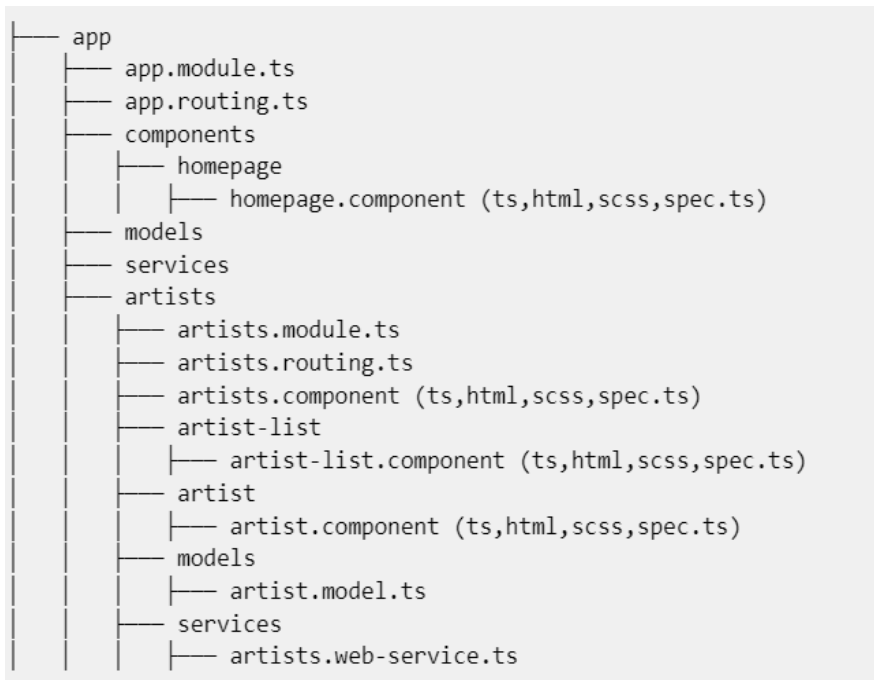 ├── app
│   ├── app.module.ts
│   ├── app.routing.ts
│   ├── components
│   │   ├── homepage
│   │   │   ├── homepage.component (ts,html,scss,spec.ts)
│   ├── models
│   ├── services
│   ├── artists
│   │   ├── artists.module.ts
│   │   ├── artists.routing.ts
│   │   ├── artists.component (ts,html,scss,spec.ts)
│   │   ├── artist-list
│   │   │   ├── artist-list.component (ts,html,scss,spec.ts)
│   │   ├── artist
│   │   │   ├── artist.component (ts,html,scss,spec.ts)
│   │   ├── models
│   │   │   ├── artist.model.ts
│   │   ├── services
│   │   │   ├── artists.web-service.ts